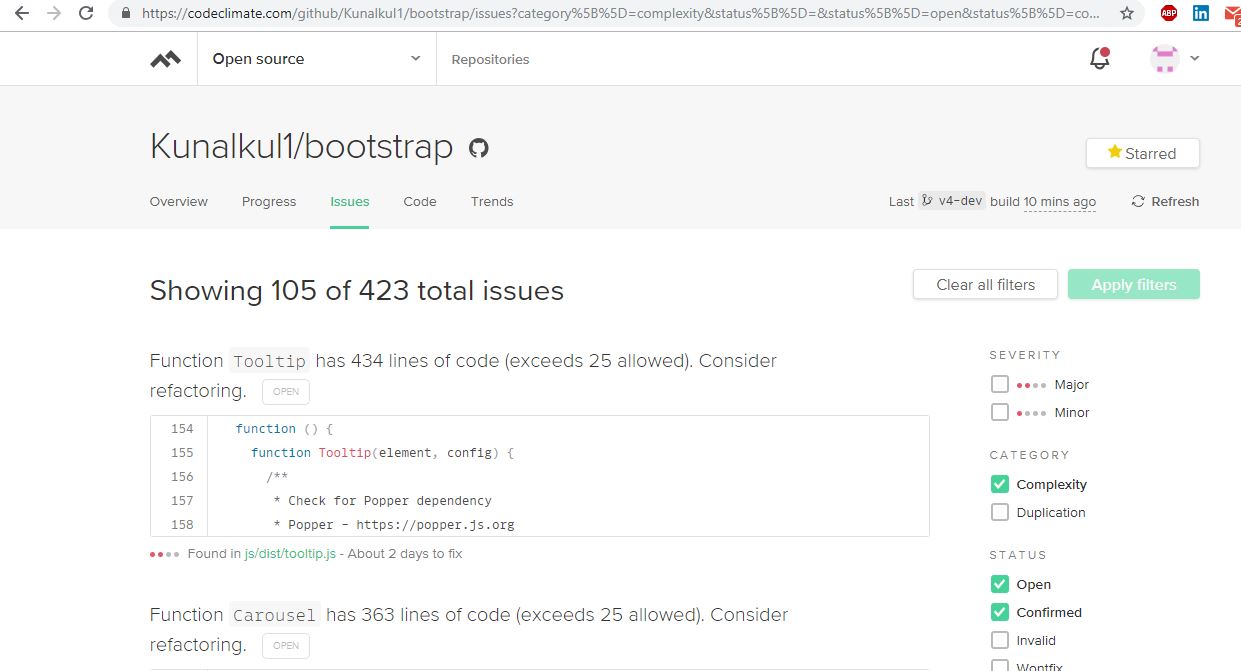 https://codeclimate.com/github/Kunalkul1/bootstrap/issues?category%5B%5D=complexity&status%5B%5D=&status%5B%5D=open&status%5B%5D=co...
ABP
in
2
Open source
Repositories
Kunalkul1/bootstrap
Starred
Overview Progress Issues Code Trends
Last v4-dev build 10 mins ago Refresh
Showing 105 of 423 total issues
Clear all filters Apply filters
Function Tooltip has 434 lines of code (exceeds 25 allowed). Consider
refactoring. OPEN
154 function () {
155 function Tooltip(element, config) {
156 /**
157 * Check for Popper dependency
158 * Popper - https://popper.js.org
Found in js/dist/tooltip.js - About 2 days to fix
Function Carousel has 363 lines of code (exceeds 25 allowed). Consider
refactoring. OPEN
SEVERITY
Major
Minor
CATEGORY
Complexity
Duplication
STATUS
Open
Confirmed
Invalid
Wontfix